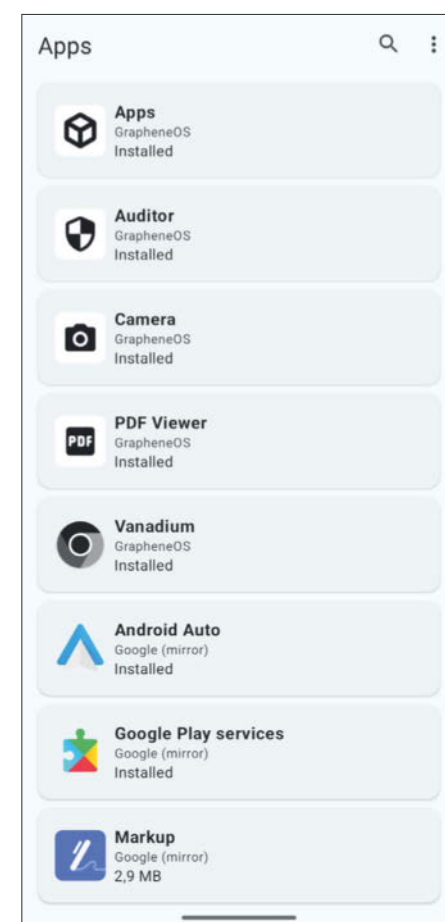 Apps
Apps
GrapheneOS
Installed
Auditor
GrapheneOS
Installed
Camera
GrapheneOS
Installed
PDF
PDF Viewer
GrapheneOS
Installed
Vanadium
GrapheneOS
Installed
Android Auto
Google (mirror)
Installed
Google Play services
Google (mirror)
Installed
Markup
Google (mirror)
2,9 MB